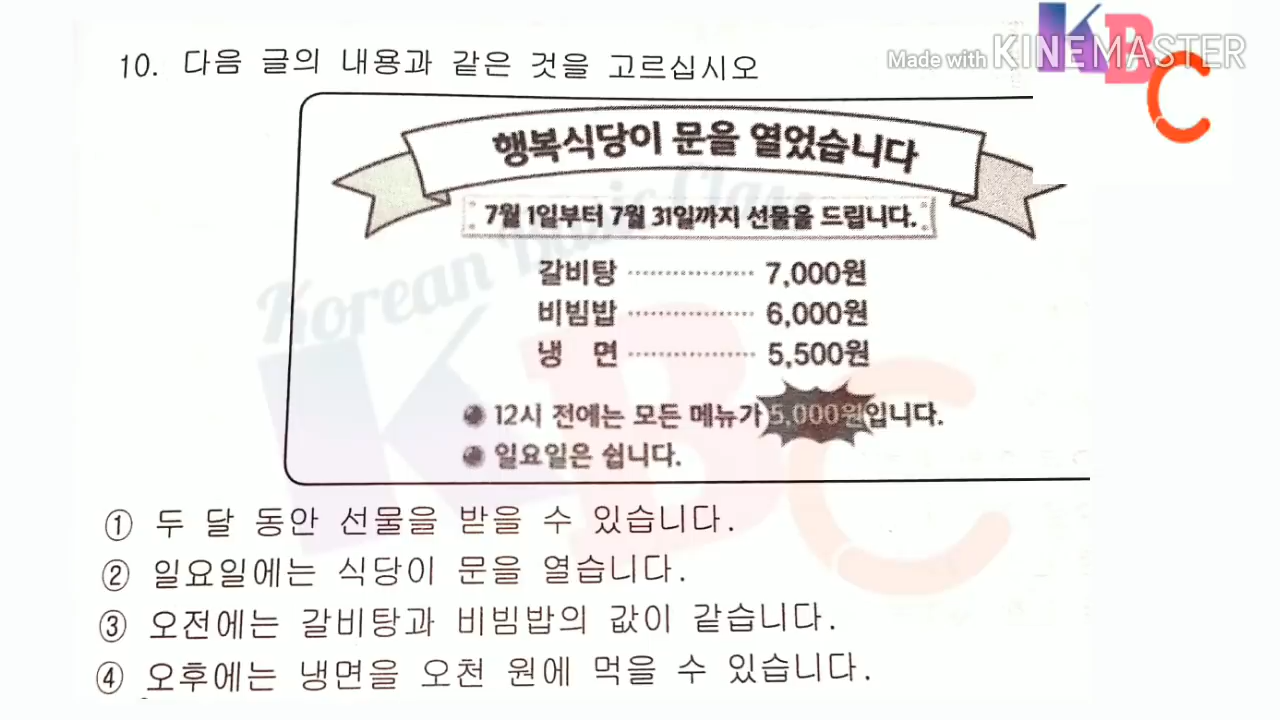 KBC
Made with KINEMASTER
10. 다음 글의 내용과 같은 것을 고르십시오
행복식당이 문을 열었습니다
7월 1일부터 7월 31일까지 선물을 드립니다.
갈비탕 ·················· 7,000원
비빔밥 ·················· 6,000원
냉 면 ·················· 5,500원
● 12시 전에는 모든 메뉴가 5,000원입니다.
● 일요일은 쉽니다.
Korean Basic Class
KBC
① 두 달 동안 선물을 받을 수 있습니다.
② 일요일에는 식당이 문을 열습니다.
③ 오전에는 갈비탕과 비빔밥의 값이 같습니다.
④ 오후에는 냉면을 오천 원에 먹을 수 있습니다.